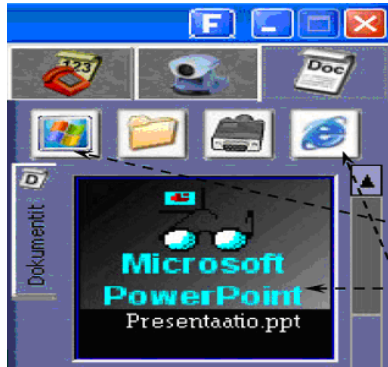 F
123
Doc
D
Dokumentit
Microsoft
PowerPoint
Presentaatio.ppt